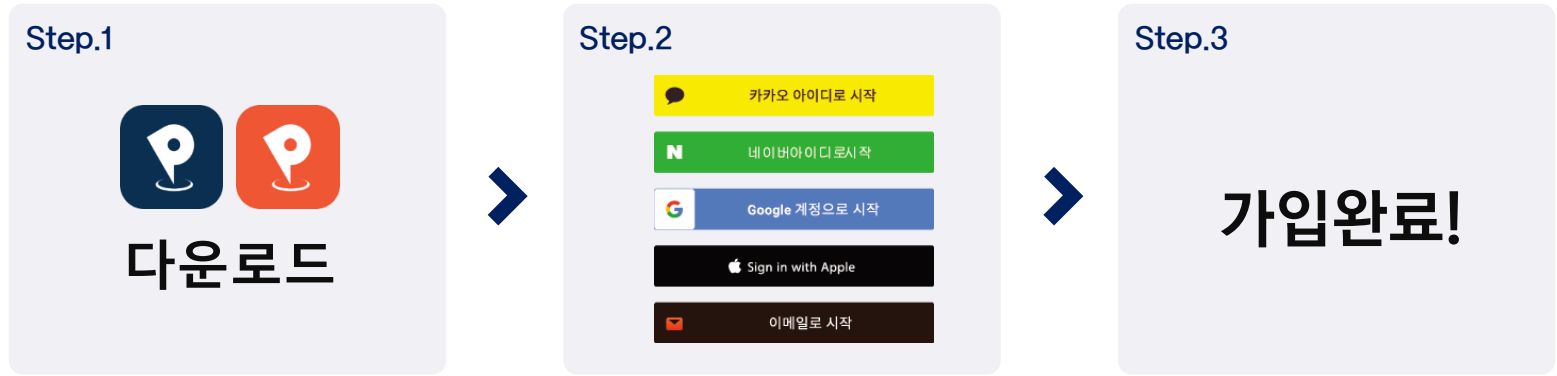 Step.1
다운로드
Step.2
카카오 아이디로 시작
N
네이버아이디로시작
G
Google 계정으로 시작
Sign in with Apple
이메일로 시작
Step.3
가입완료!